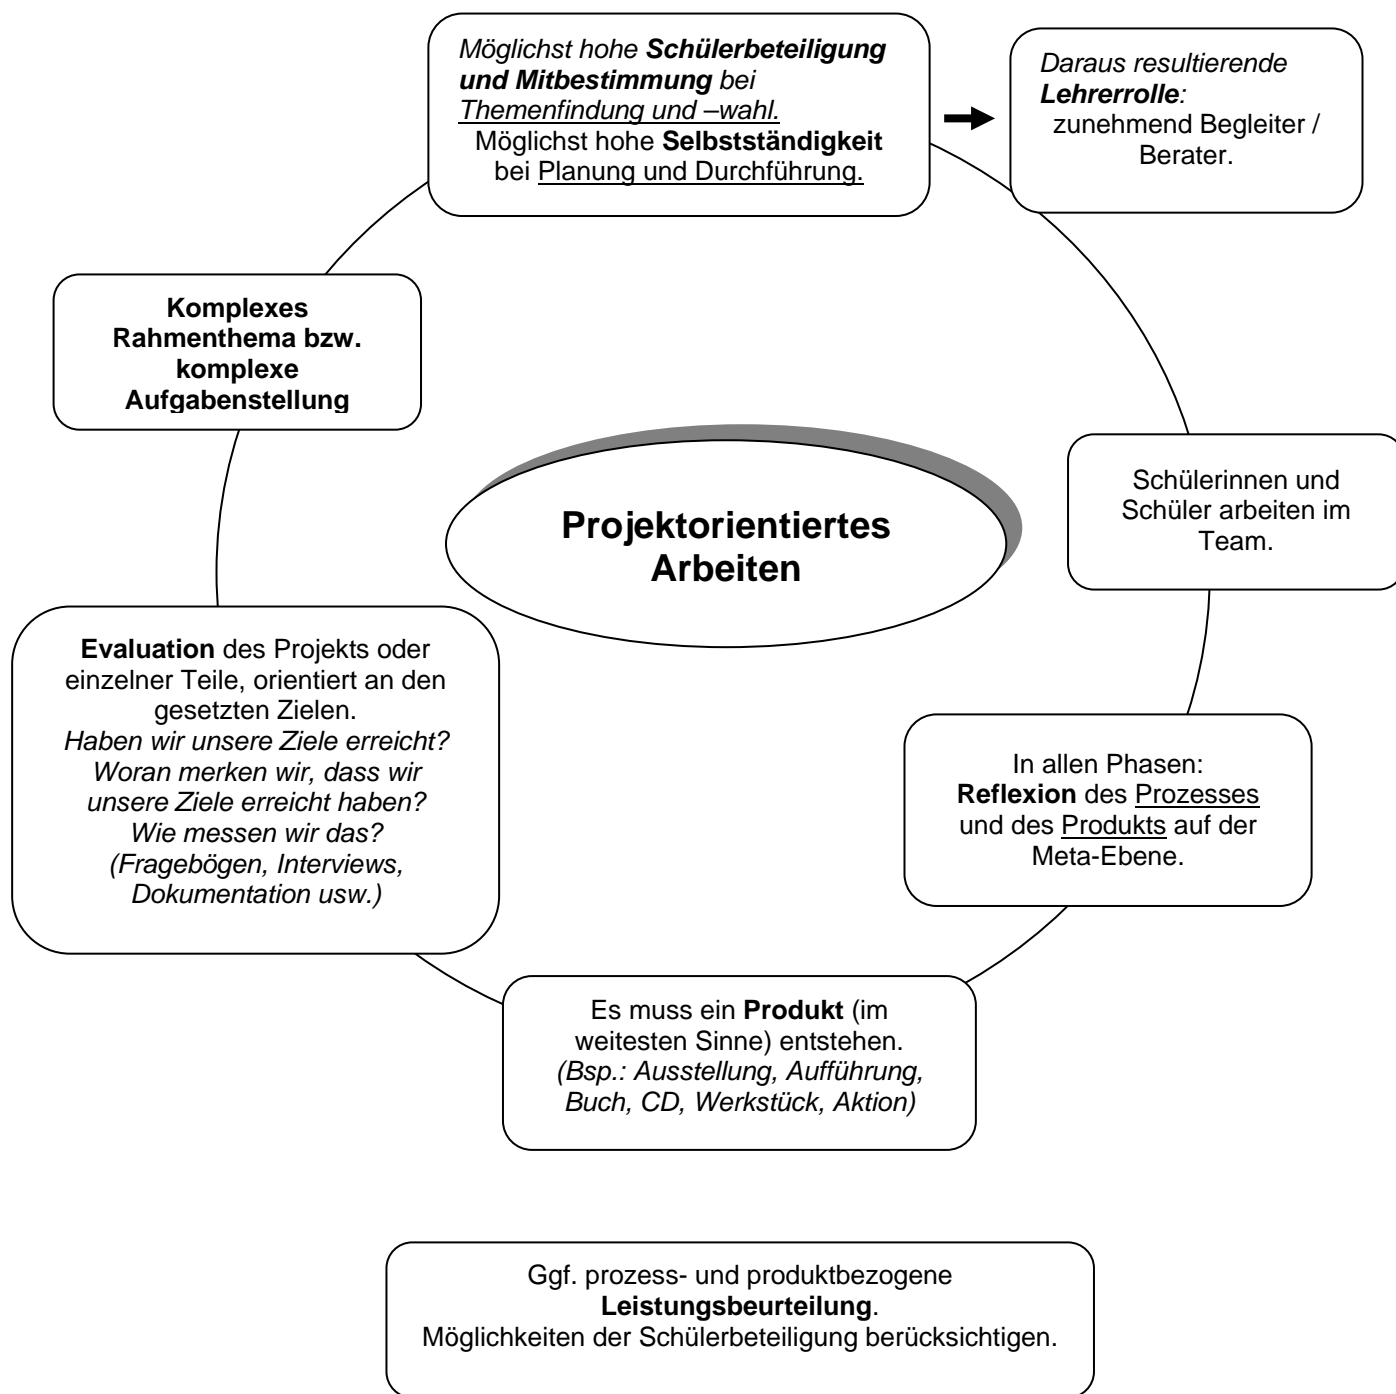 Möglichst hohe Schülerbeteiligung
und Mitbestimmung bei
Themenfindung und –wahl.
Möglichst hohe Selbstständigkeit
bei Planung und Durchführung.
Daraus resultierende
Lehrerrolle:
zunehmend Begleiter /
Berater.
Komplexes
Rahmenthema bzw.
komplexe
Aufgabenstellung
Projektorientiertes
Arbeiten
Schülerinnen und
Schüler arbeiten im
Team.
Evaluation des Projekts oder
einzelner Teile, orientiert an den
gesetzten Zielen.
Haben wir unsere Ziele erreicht?
Woran merken wir, dass wir
unsere Ziele erreicht haben?
Wie messen wir das?
(Fragebögen, Interviews,
Dokumentation usw.)
In allen Phasen:
Reflexion des Prozesses
und des Produkts auf der
Meta-Ebene.
Es muss ein Produkt (im
weitesten Sinne) entstehen.
(Bsp.: Ausstellung, Aufführung,
Buch, CD, Werkstück, Aktion)
Ggf. prozess- und produktbezogene
Leistungsbeurteilung.
Möglichkeiten der Schülerbeteiligung berücksichtigen.